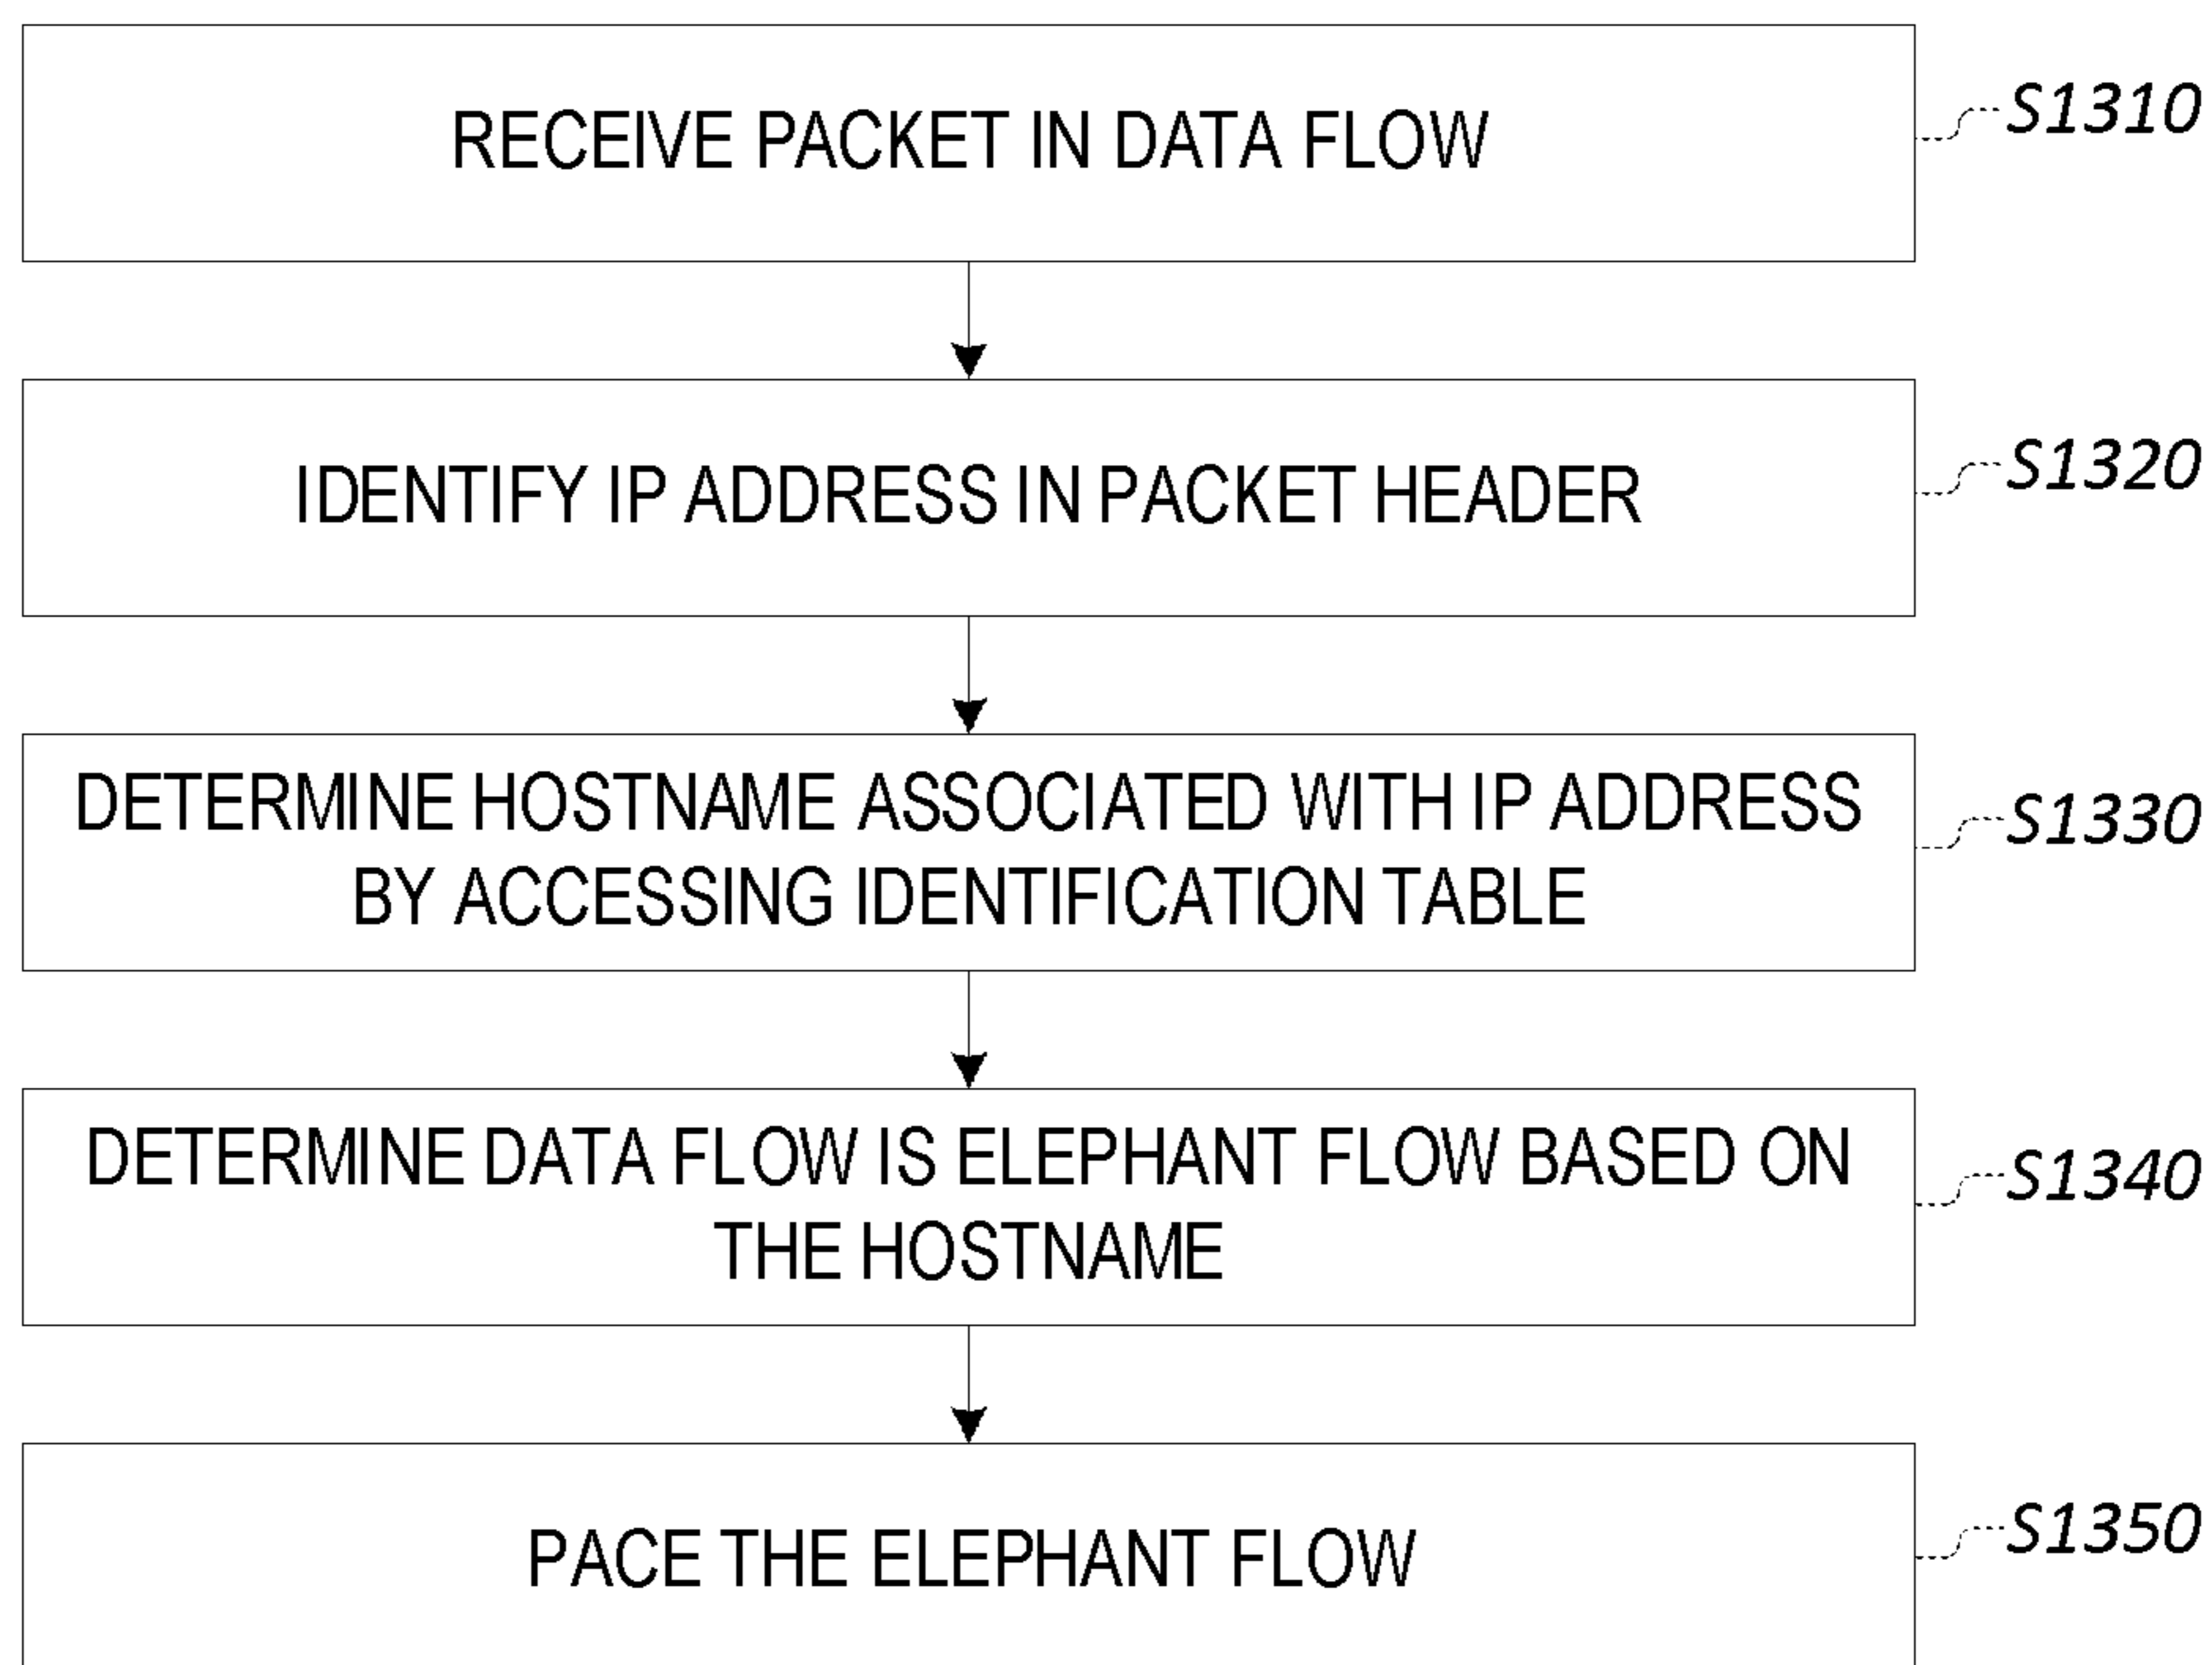 RECEIVE PACKET IN DATA FLOW
S1310
IDENTIFY IP ADDRESS IN PACKET HEADER
S1320
DETERMINE HOSTNAME ASSOCIATED WITH IP ADDRESS
BY ACCESSING IDENTIFICATION TABLE
S1330
DETERMINE DATA FLOW IS ELEPHANT FLOW BASED ON
THE HOSTNAME
S1340
PACE THE ELEPHANT FLOW
S1350